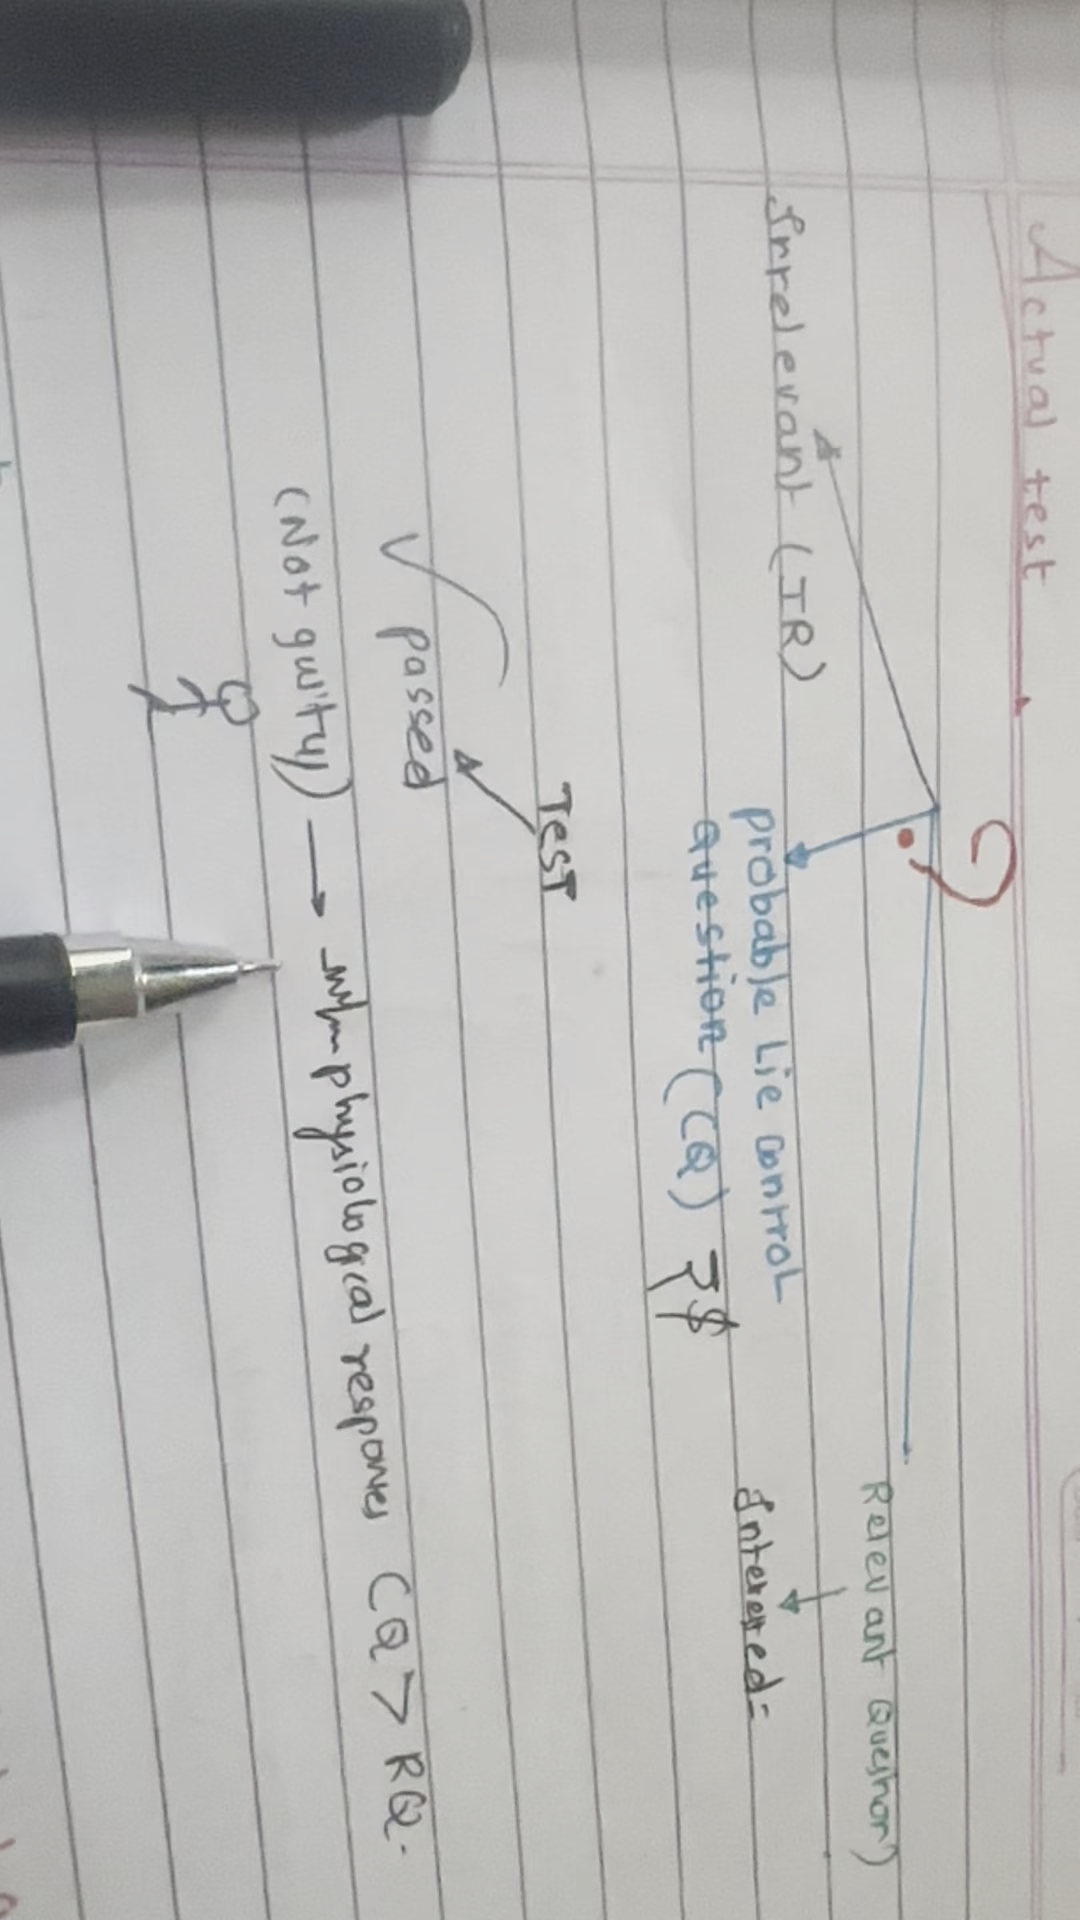 Actual test
?
Irrelevant (IR)
Probable Lie control
Question (CQ) ₹$
Relevant Question)
Interested=
TEST
passed
(Not guilty) → physiological responses CQ > RQ.